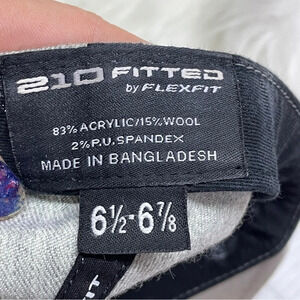 210 FITTED
by FLEXFIT
83% ACRYLIC/15% WOOL
2% P.U. SPANDEX
MADE IN BANGLADESH
6½-6⅞